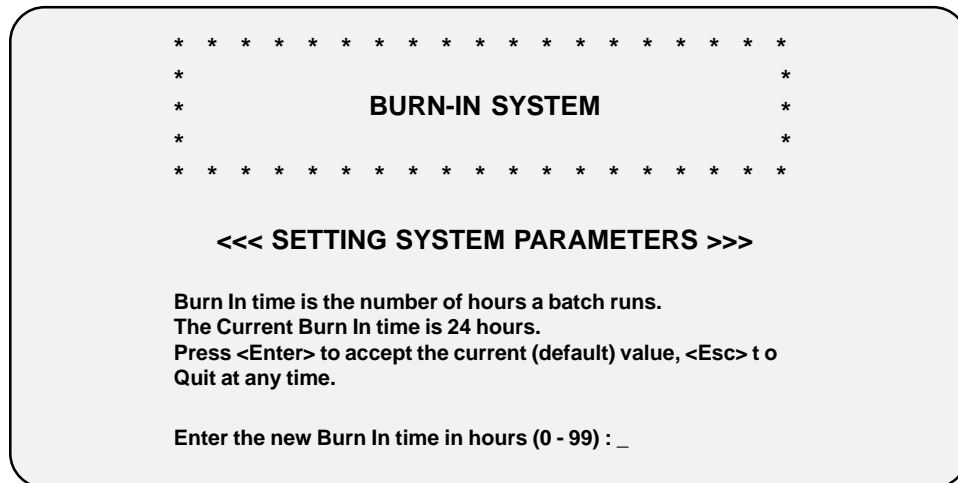 * * * * * * * * * * * * * * * * * * *
* *
* BURN-IN SYSTEM *
* *
* * * * * * * * * * * * * * * * * * *
<<< SETTING SYSTEM PARAMETERS >>>
Burn In time is the number of hours a batch runs.
The Current Burn In time is 24 hours.
Press <Enter> to accept the current (default) value, <Esc> t o
Quit at any time.
Enter the new Burn In time in hours (0 - 99) : _